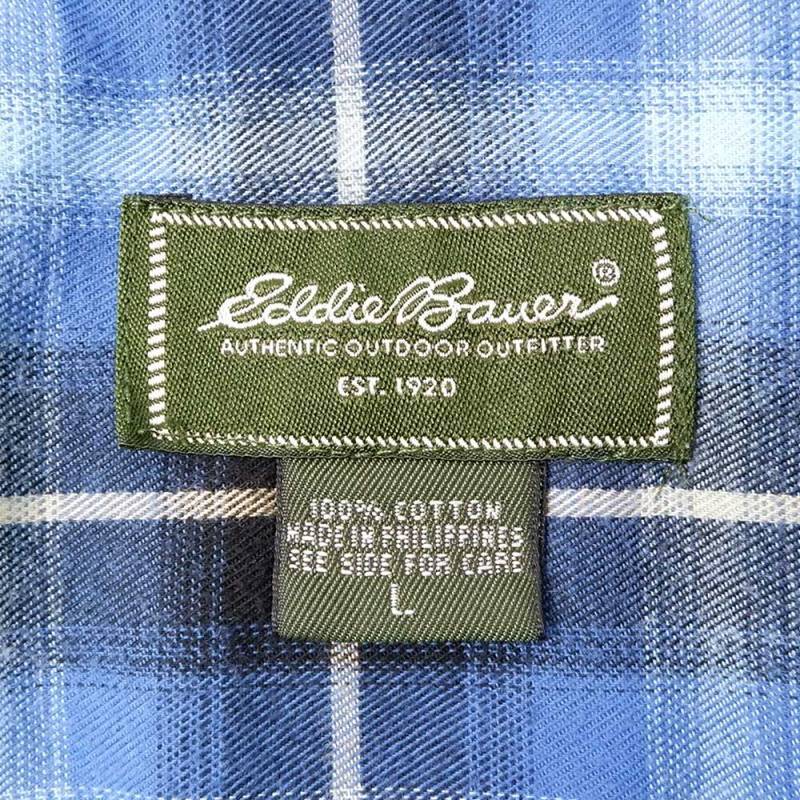 Eddie Bauer®
AUTHENTIC OUTDOOR OUTFITTER
EST. 1920
100% COTTON
MADE IN PHILIPPINES
SEE SIDE FOR CARE
L